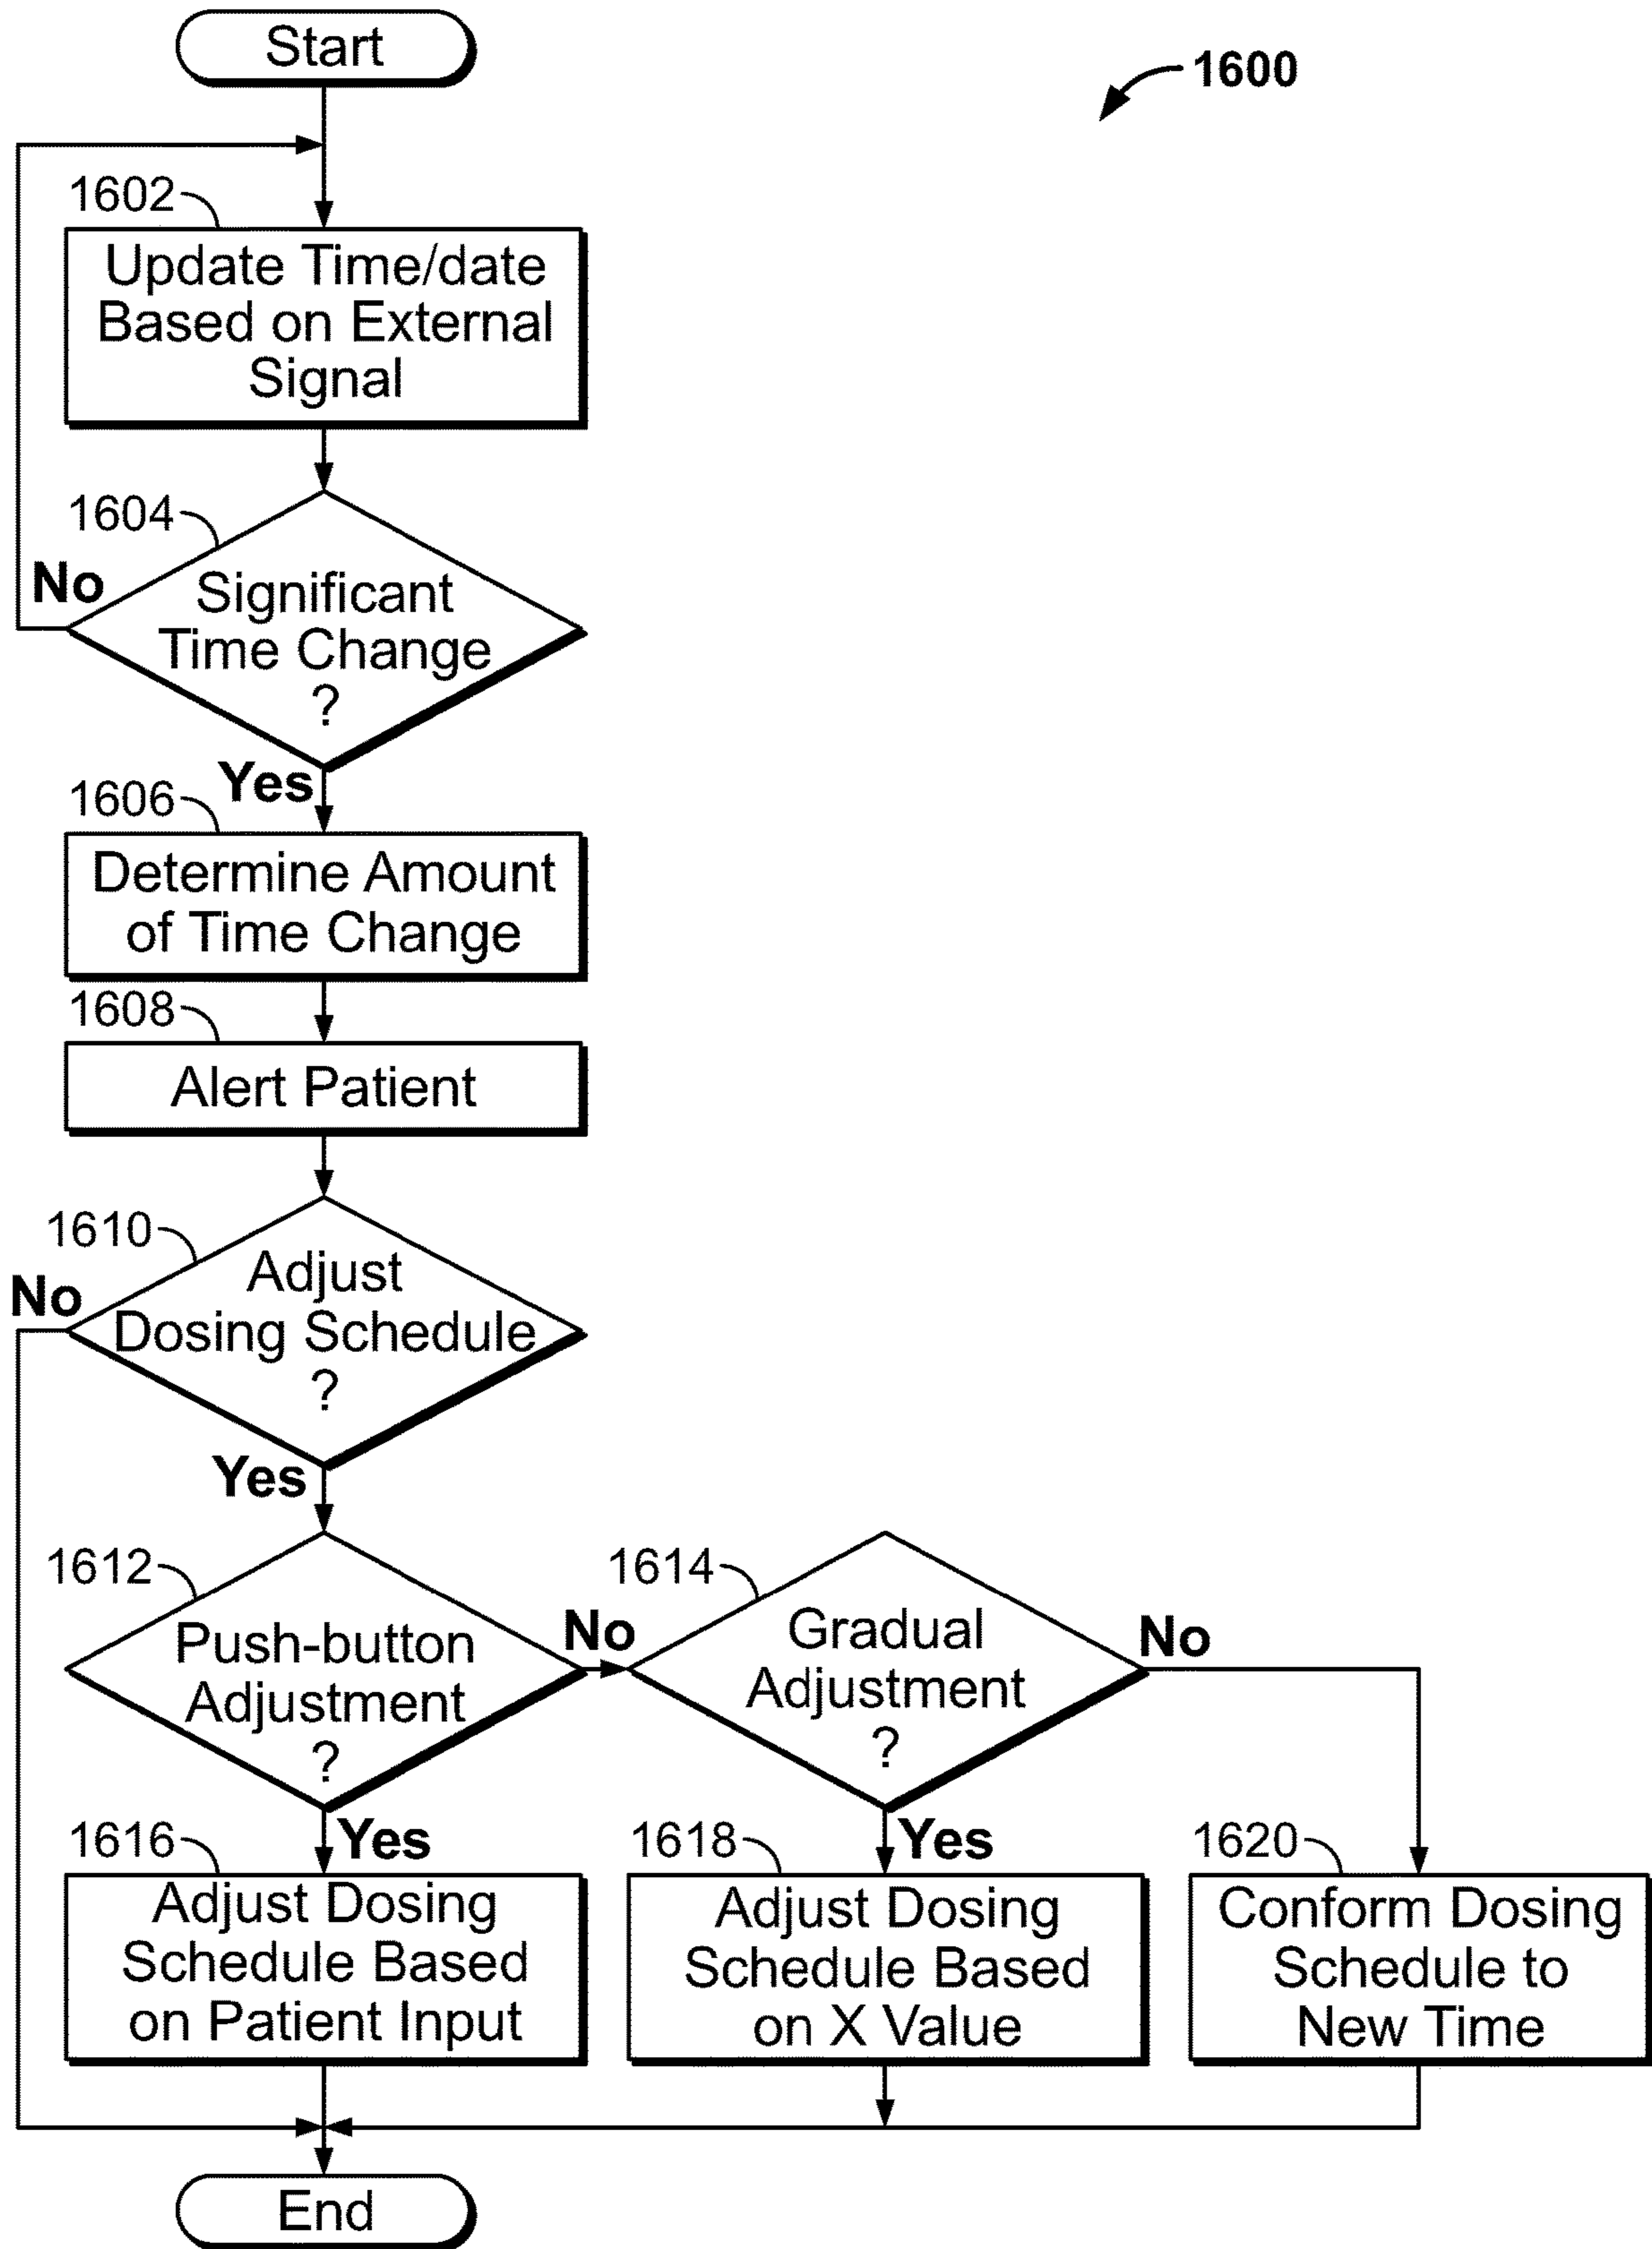 Start
1600
1602
Update Time/date
Based on External
Signal
1604
No
Significant
Time Change
?
Yes
1606
Determine Amount
of Time Change
1608
Alert Patient
1610
No
Adjust
Dosing Schedule
?
Yes
1612
Push-button
Adjustment
?
No
1614
Gradual
Adjustment
?
No
1616
Yes
Adjust Dosing
Schedule Based
on Patient Input
1618
Yes
Adjust Dosing
Schedule Based
on X Value
1620
Conform Dosing
Schedule to
New Time
End